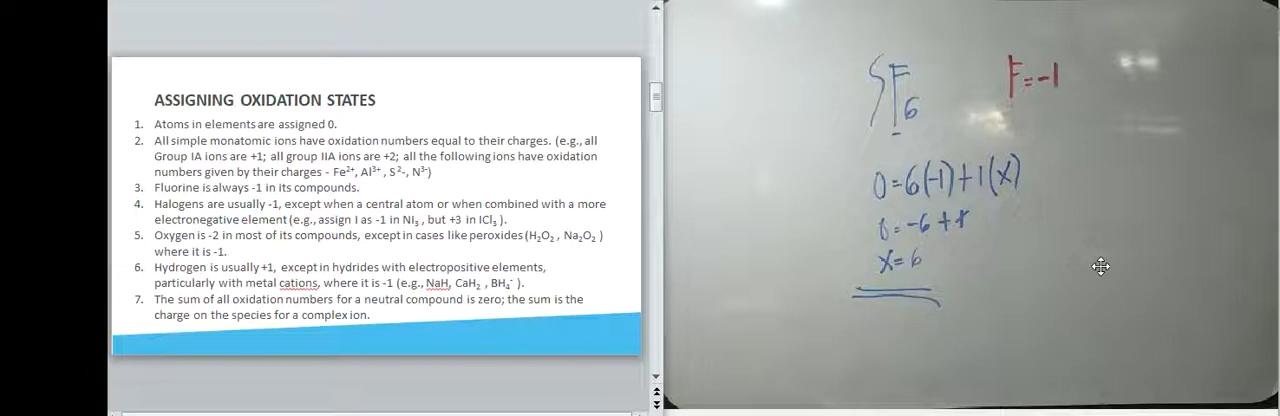 ASSIGNING OXIDATION STATES
1. Atoms in elements are assigned 0.
2. All simple monatomic ions have oxidation numbers equal to their charges. (e.g., all
Group IA ions are +1; all group IIA ions are +2; all the following ions have oxidation
numbers given by their charges - Fe²⁺, Al³⁺ , S²-, N³⁻)
3. Fluorine is always -1 in its compounds.
4. Halogens are usually -1, except when a central atom or when combined with a more
electronegative element (e.g., assign I as -1 in NI₃ , but +3 in ICl₃ ).
5. Oxygen is -2 in most of its compounds, except in cases like peroxides (H₂O₂ , Na₂O₂ )
where it is -1.
6. Hydrogen is usually +1, except in hydrides with electropositive elements,
particularly with metal cations, where it is -1 (e.g., NaH, CaH₂ , BH₄⁻ ).
7. The sum of all oxidation numbers for a neutral compound is zero; the sum is the
charge on the species for a complex ion.
SF₆
F=-1
0=6(-1)+1(x)
0=-6+x
x=6